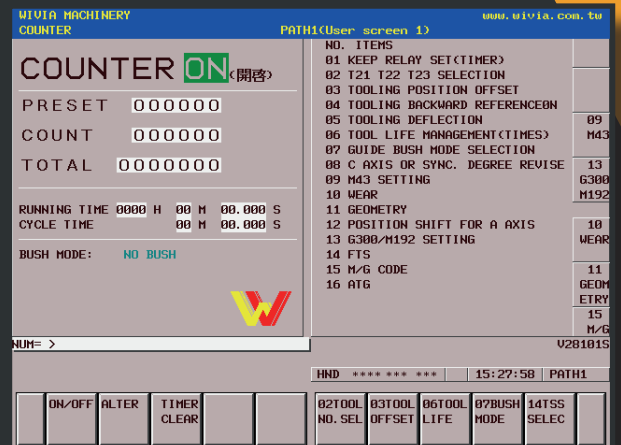 WIVIA MACHINERY
www.wivia.com.tw
COUNTER
PATH1(User screen 1)
COUNTER ON (開啓)
PRESET 000000
COUNT 000000
TOTAL 000000
RUNNING TIME 0000 H 00 M 00.000 S
CYCLE TIME 00 M 00.000 S
BUSH MODE: NO BUSH
NO. ITEMS
01 KEEP RELAY SET(TIMER)
02 T21 T22 T23 SELECTION
03 TOOLING POSITION OFFSET
04 TOOLING BACKWARD REFERENCE0N
05 TOOLING DEFLECTION
06 TOOL LIFE MANAGEMENT(TIMES)
07 GUIDE BUSH MODE SELECTION
08 C AXIS OR SYNC. DEGREE REVISE
09 M43 SETTING
10 WEAR
11 GEOMETRY
12 POSITION SHIFT FOR A AXIS
13 G300/M192 SETTING
14 FTS
15 M/G CODE
16 ATG
09
M43
13
G300
M192
10
WEAR
11
GEOM
ETRY
15
M/G
NUM= >
V28101S
HND **** *** *** 15:27:58 PATH1
ON/OFF
ALTER
TIMER
CLEAR
02TOOL
NO.SEL
03TOOL
OFFSET
06TOOL
LIFE
07BUSH
MODE
14TSS
SELEC